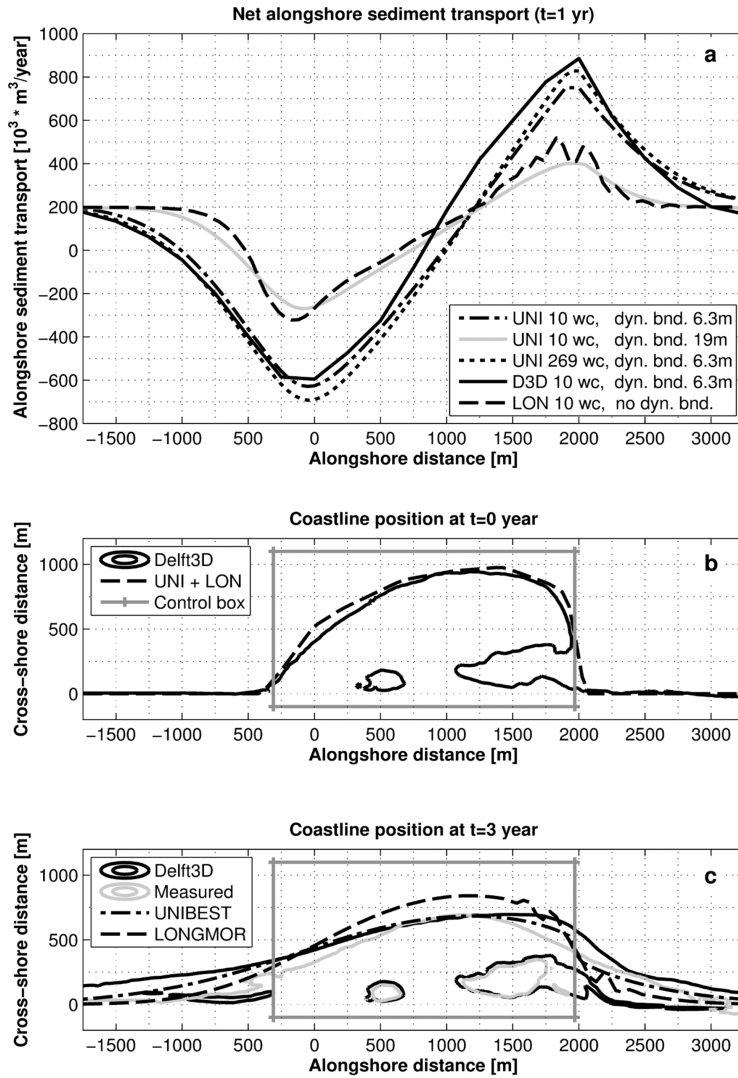 Net alongshore sediment transport (t=1 yr)
a
Alongshore sediment transport [10³ * m³/year]
1000
800
600
400
200
0
−200
−400
−600
−800
UNI 10 wc, dyn. bnd. 6.3m
UNI 10 wc, dyn. bnd. 19m
UNI 269 wc, dyn. bnd. 6.3m
D3D 10 wc, dyn. bnd. 6.3m
LON 10 wc, no dyn. bnd.
−1500 −1000 −500 0 500 1000 1500 2000 2500 3000
Alongshore distance [m]
Coastline position at t=0 year
b
Cross−shore distance [m]
1000
500
0
Delft3D
UNI + LON
Control box
−1500 −1000 −500 0 500 1000 1500 2000 2500 3000
Alongshore distance [m]
Coastline position at t=3 year
c
Cross−shore distance [m]
1000
500
0
Delft3D
Measured
UNIBEST
LONGMOR
−1500 −1000 −500 0 500 1000 1500 2000 2500 3000
Alongshore distance [m]